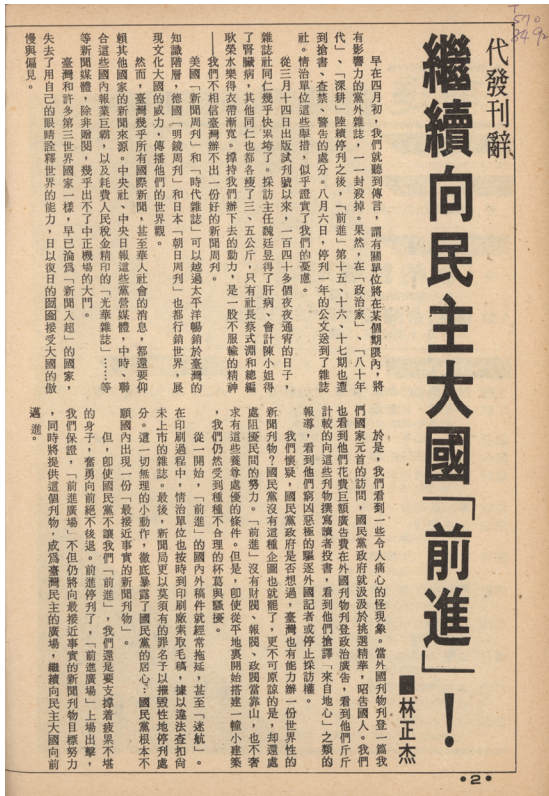 代發刊辭
繼續向民主大國「前進」！
■林正杰
早在四月初，我們就聽到傳言，謂有關單位將在某個期限內，將
有影響力的黨外雜誌，一一封殺掉。果然，在「政治家」、「八十年
代」、「深耕」陸續停刊之後，「前進」第十五、十六、十七期也遭
到搶書、查禁、警告的處分。八月六日，停刊一年的公文送到了雜誌
社。情治單位這些舉措，似乎證實了我們的憂慮。
從三月十四日出版試刊號以來，一百四十多個夜夜通宵的日子，
雜誌社同仁幾乎快累垮了。採訪主任魏廷昱得了肝病、會計陳小姐得
了腎臟病，其他同仁也都各瘦了三、五公斤，只有社長蔡式淵和總編
耿榮水樂得衣帶漸寬。撐持我們辦下去的動力，是一股不服輸的精神
——我們不相信臺灣辦不出一份好的新聞周刊。
美國「新聞周刊」和「時代雜誌」可以越過太平洋暢銷於臺灣的
知識階層，德國「明鏡周刊」和日本「朝日周刊」也都行銷世界，展
現文化大國的威力，傳播他們的世界觀。
然而，臺灣幾乎所有國際新聞，甚至華人社會的消息，都還要仰
賴其他國家的新聞來源。中央社、中央日報這些黨營媒體，中時、聯
合這些國內報業巨霸，以及耗費人民稅金精印的「光華雜誌」……等
等新聞媒體，除非贈閱，幾乎出不了中正機場的大門。
臺灣和許多第三世界國家一樣，早已淪為「新聞入超」的國家，
失去了用自己的眼睛詮釋世界的能力，日以復日的囫圇接受大國的傲
慢與偏見。
於是，我們看到一些令人痛心的怪現象。當外國刊物刊登一篇我
們國家元首的訪問，國民黨政府就汲汲於挑選精華，昭告國人。我們
也看到他們花費巨額廣告費在外國刊物刊登政治廣告，看到他們斤斤
計較的向這些刊物撰寫讀者投書，看到他們搶譯「來自地心」之類的
報導，看到他們窮凶惡極的驅逐外國記者或停止採訪權。
我們懷疑，國民黨政府是否想過，臺灣也有能力辦一份世界性的
新聞刊物？國民黨沒有這種企圖也就罷了，更不可原諒的是，却還處
處阻擾民間的努力。「前進」沒有財閥、報閥、政閥當靠山，也不奢
求有這些養尊處優的條件。但是，卽使從平地裏開始搭建一幢小建築
，我們仍然受到種種不合理的杯葛與騷擾。
從一開始，「前進」的國內外稿件就經常拖延，甚至「迷航」。
在印刷過程中，情治單位也按時到印刷廠索取毛稿，據以違法查扣尚
未上市的雜誌。最後，新聞局更以莫須有的罪名予以摧毀性地停刊處
分。這一切無理的小動作，徹底暴露了國民黨的居心：國民黨根本不
願國內出現一份「最接近事實的新聞刊物」。
但，卽使國民黨不讓我們「前進」，我們還是要支撐着疲累不堪
的身子，奮勇向前絕不後退。前進停刊了，「前進廣場」上場出擊，
我們保證，「前進廣場」不但仍將向最接近事實的新聞刊物目標努力
，同時將提供這個刊物，成為臺灣民主的廣場，繼續向民主大國向前
邁進。
•2•